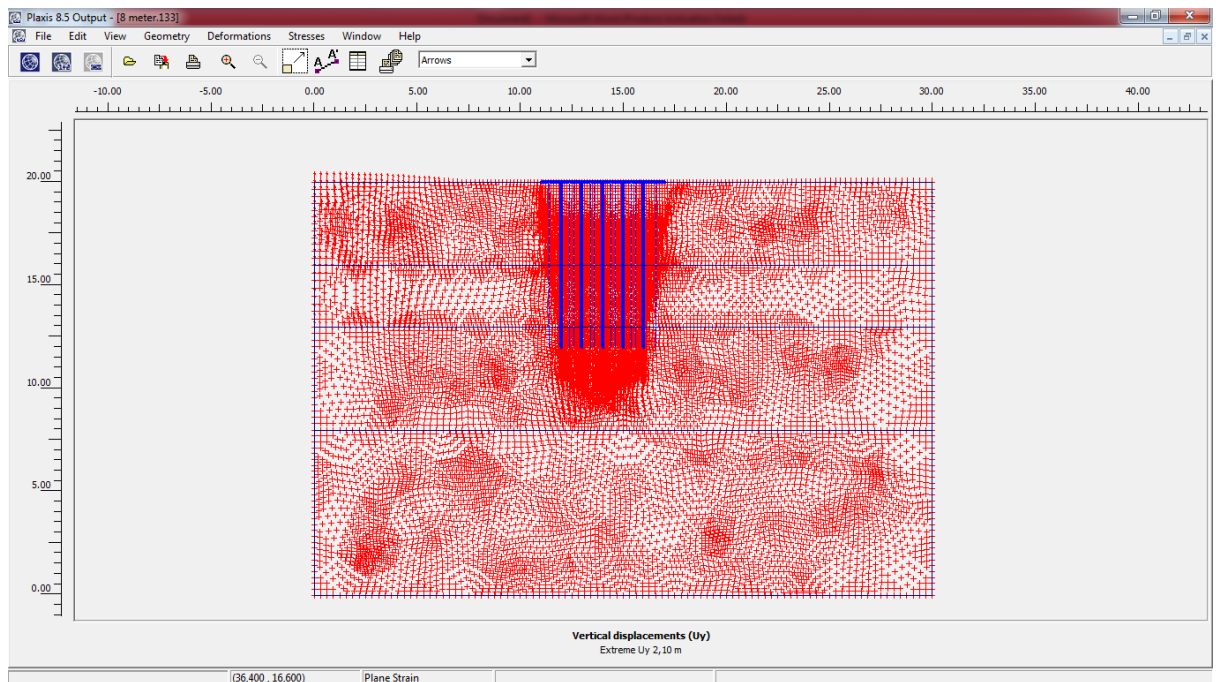 Plaxis 8.5 Output - [8 meter.133]
File Edit View Geometry Deformations Stresses Window Help
A A* Arrows
-10.00 -5.00 0.00 5.00 10.00 15.00 20.00 25.00 30.00 35.00 40.00
20.00
15.00
10.00
5.00
0.00
Vertical displacements (Uy)
Extreme Uy 2,10 m
(36.400 , 16.600) Plane Strain